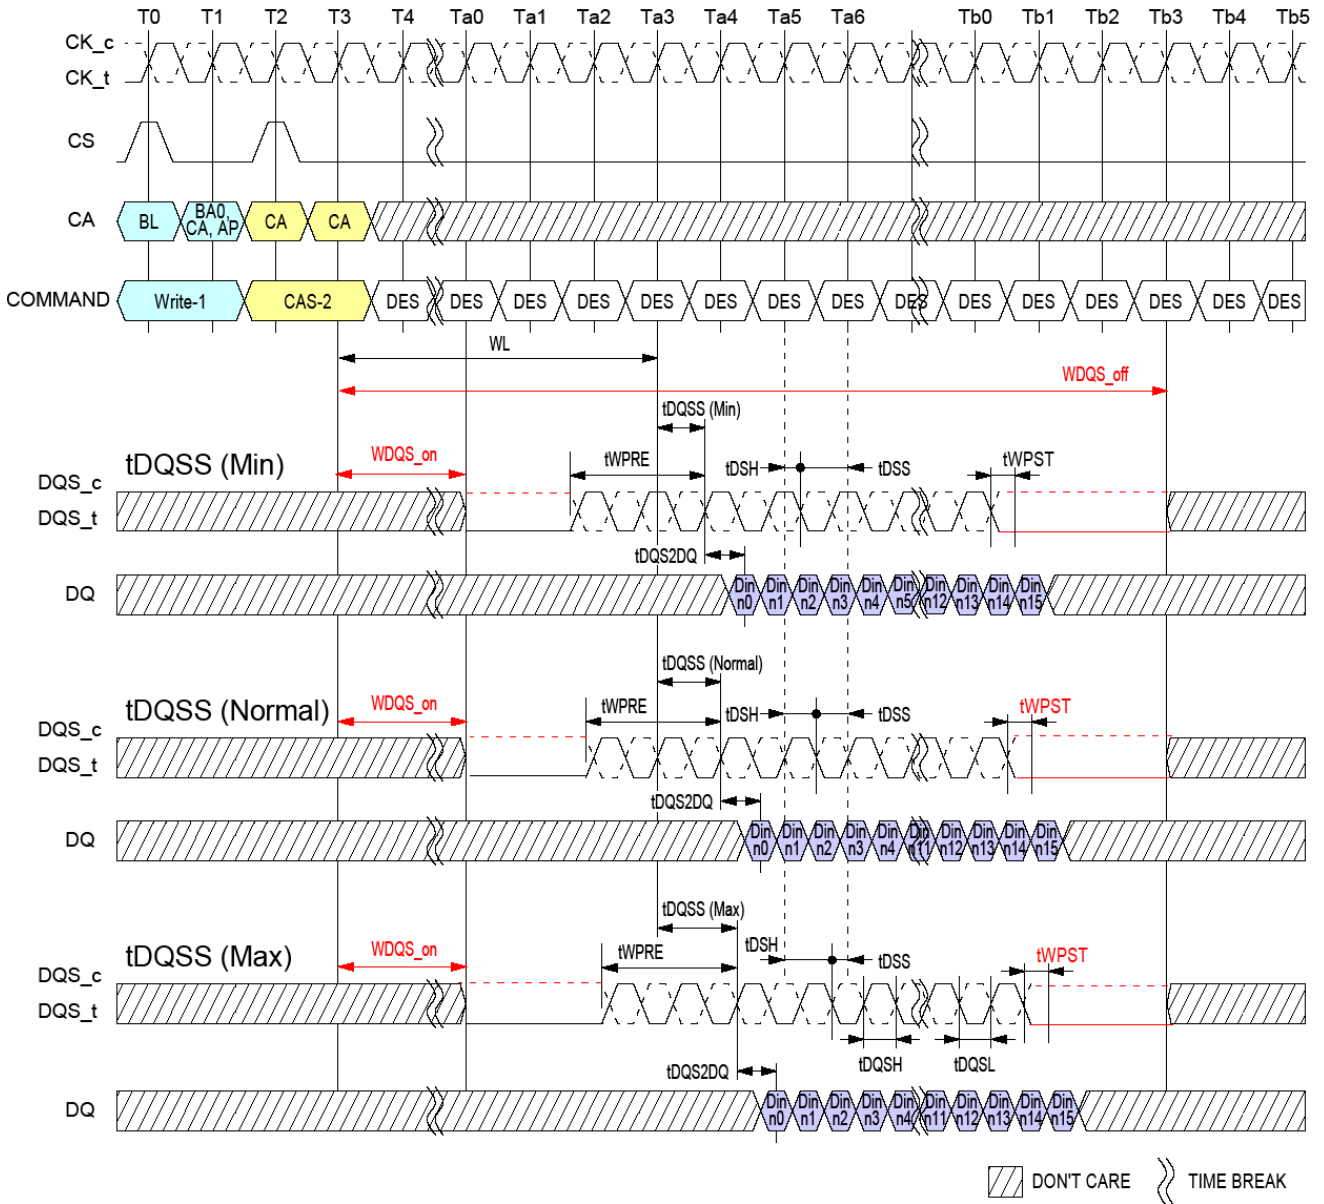 T0 T1 T2 T3 T4 Ta0 Ta1 Ta2 Ta3 Ta4 Ta5 Ta6 Tb0 Tb1 Tb2 Tb3 Tb4 Tb5
CK_c
CK_t
CS
CA BL BA0, CA, AP CA CA
COMMAND Write-1 CAS-2 DES DES DES DES DES DES DES DES DES DES DES DES DES DES DES
WL
WDQS_off
tDQSS (Min)
tDQSS (Min) WDQS_on tWPRE tDSH tDSS tWPST
DQS_c
DQS_t
tDQS2DQ
DQ Din n0 Din n1 Din n2 Din n3 Din n4 Din n5 Din n12 Din n13 Din n14 Din n15
tDQSS (Normal)
tDQSS (Normal) WDQS_on tWPRE tDSH tDSS tWPST
DQS_c
DQS_t
tDQS2DQ
DQ Din n0 Din n1 Din n2 Din n3 Din n4 Din n11 Din n12 Din n13 Din n14 Din n15
tDQSS (Max)
tDQSS (Max) WDQS_on tWPRE tDSH tDSS tWPST
DQS_c
DQS_t
tDQSH tDQSL
tDQS2DQ
DQ Din n0 Din n1 Din n2 Din n3 Din n4 Din n11 Din n12 Din n13 Din n14 Din n15
DON'T CARE TIME BREAK